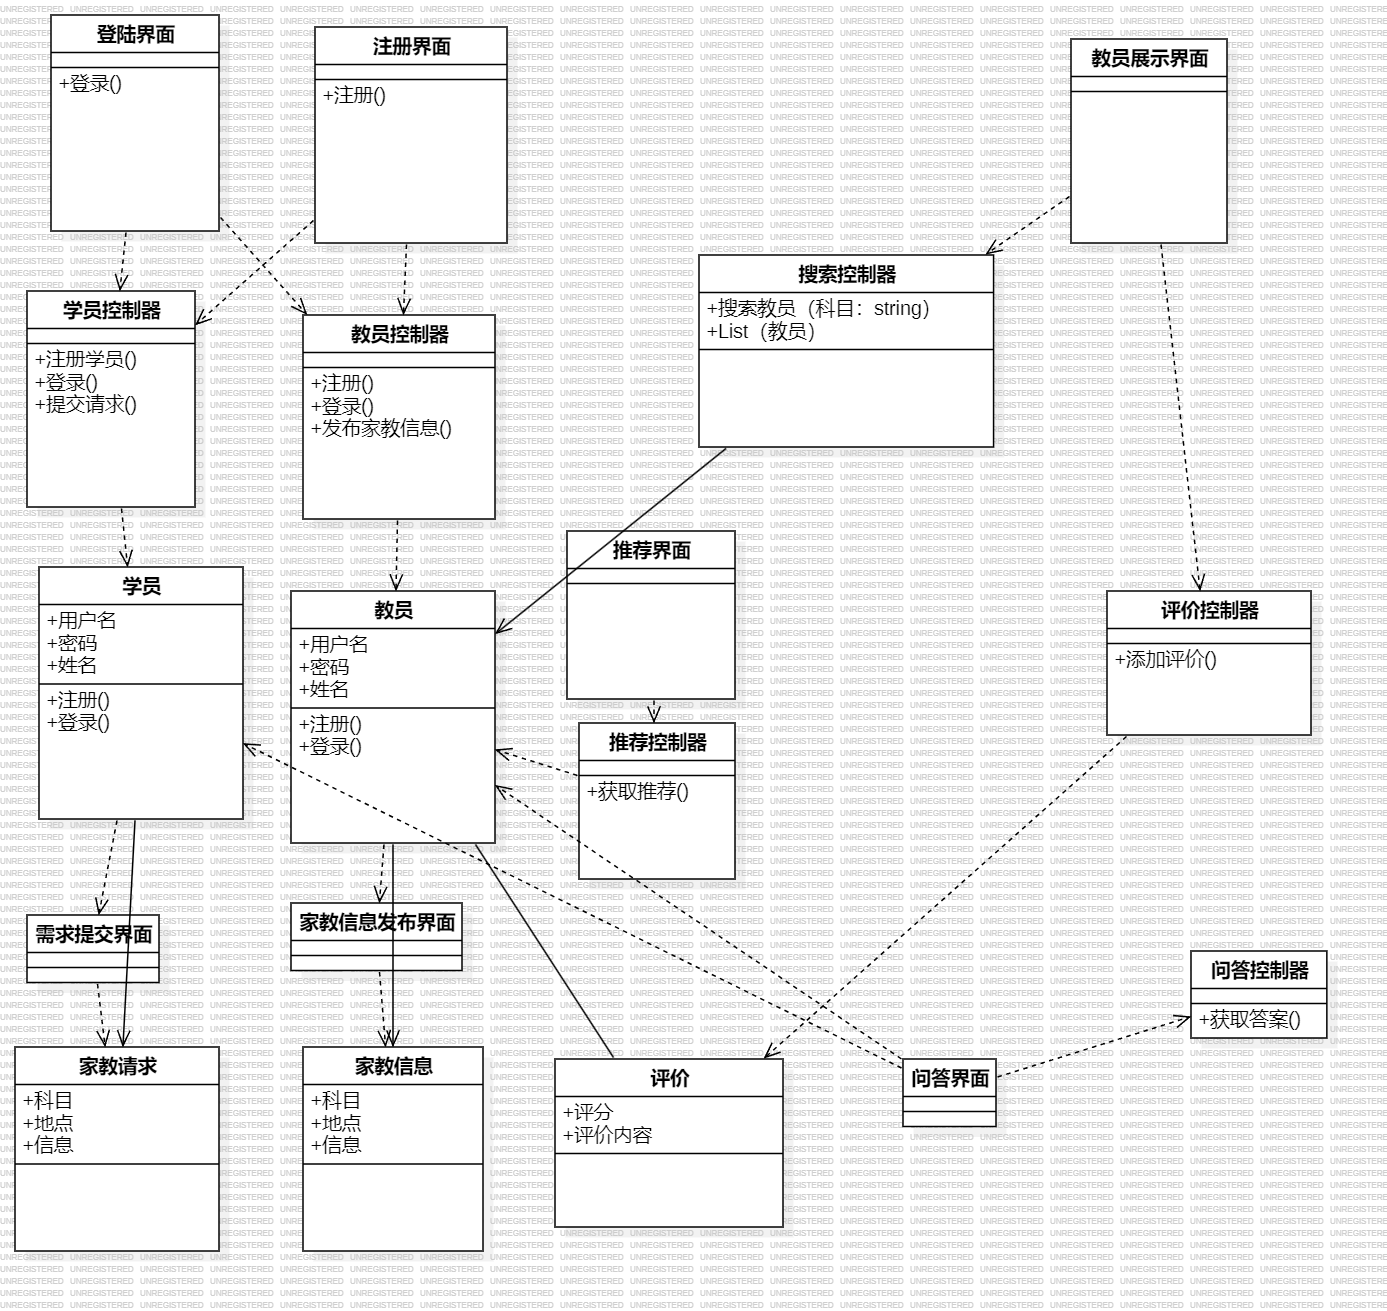 登陆界面
+登录()
注册界面
+注册()
教员展示界面
学员控制器
+注册学员()
+登录()
+提交请求()
教员控制器
+注册()
+登录()
+发布家教信息()
搜索控制器
+搜索教员（科目：string）
+List（教员）
学员
+用户名
+密码
+姓名
+注册()
+登录()
教员
+用户名
+密码
+姓名
+注册()
+登录()
推荐界面
推荐控制器
+获取推荐()
评价控制器
+添加评价()
需求提交界面
家教信息发布界面
问答控制器
+获取答案()
家教请求
+科目
+地点
+信息
家教信息
+科目
+地点
+信息
评价
+评分
+评价内容
问答界面
UNREGISTERED